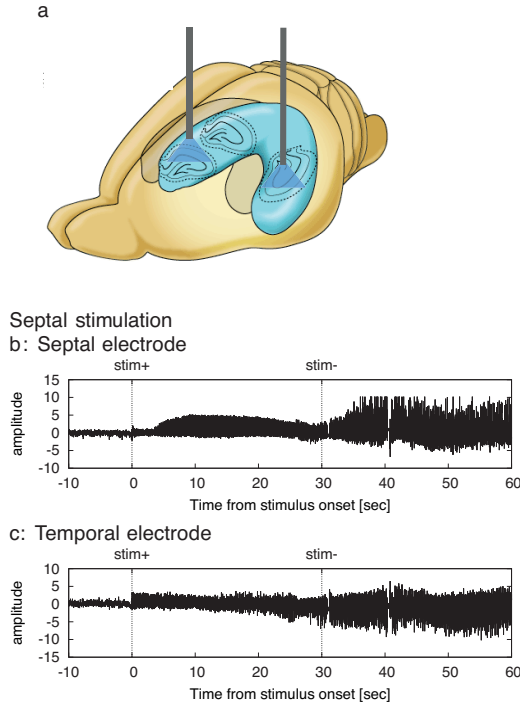 a
Septal stimulation
b: Septal electrode
stim+ stim-
15
10
5
0
-5
-10
amplitude
-10 0 10 20 30 40 50 60
Time from stimulus onset [sec]
c: Temporal electrode
stim+ stim-
10
5
0
-5
-10
-15
amplitude
-10 0 10 20 30 40 50 60
Time from stimulus onset [sec]